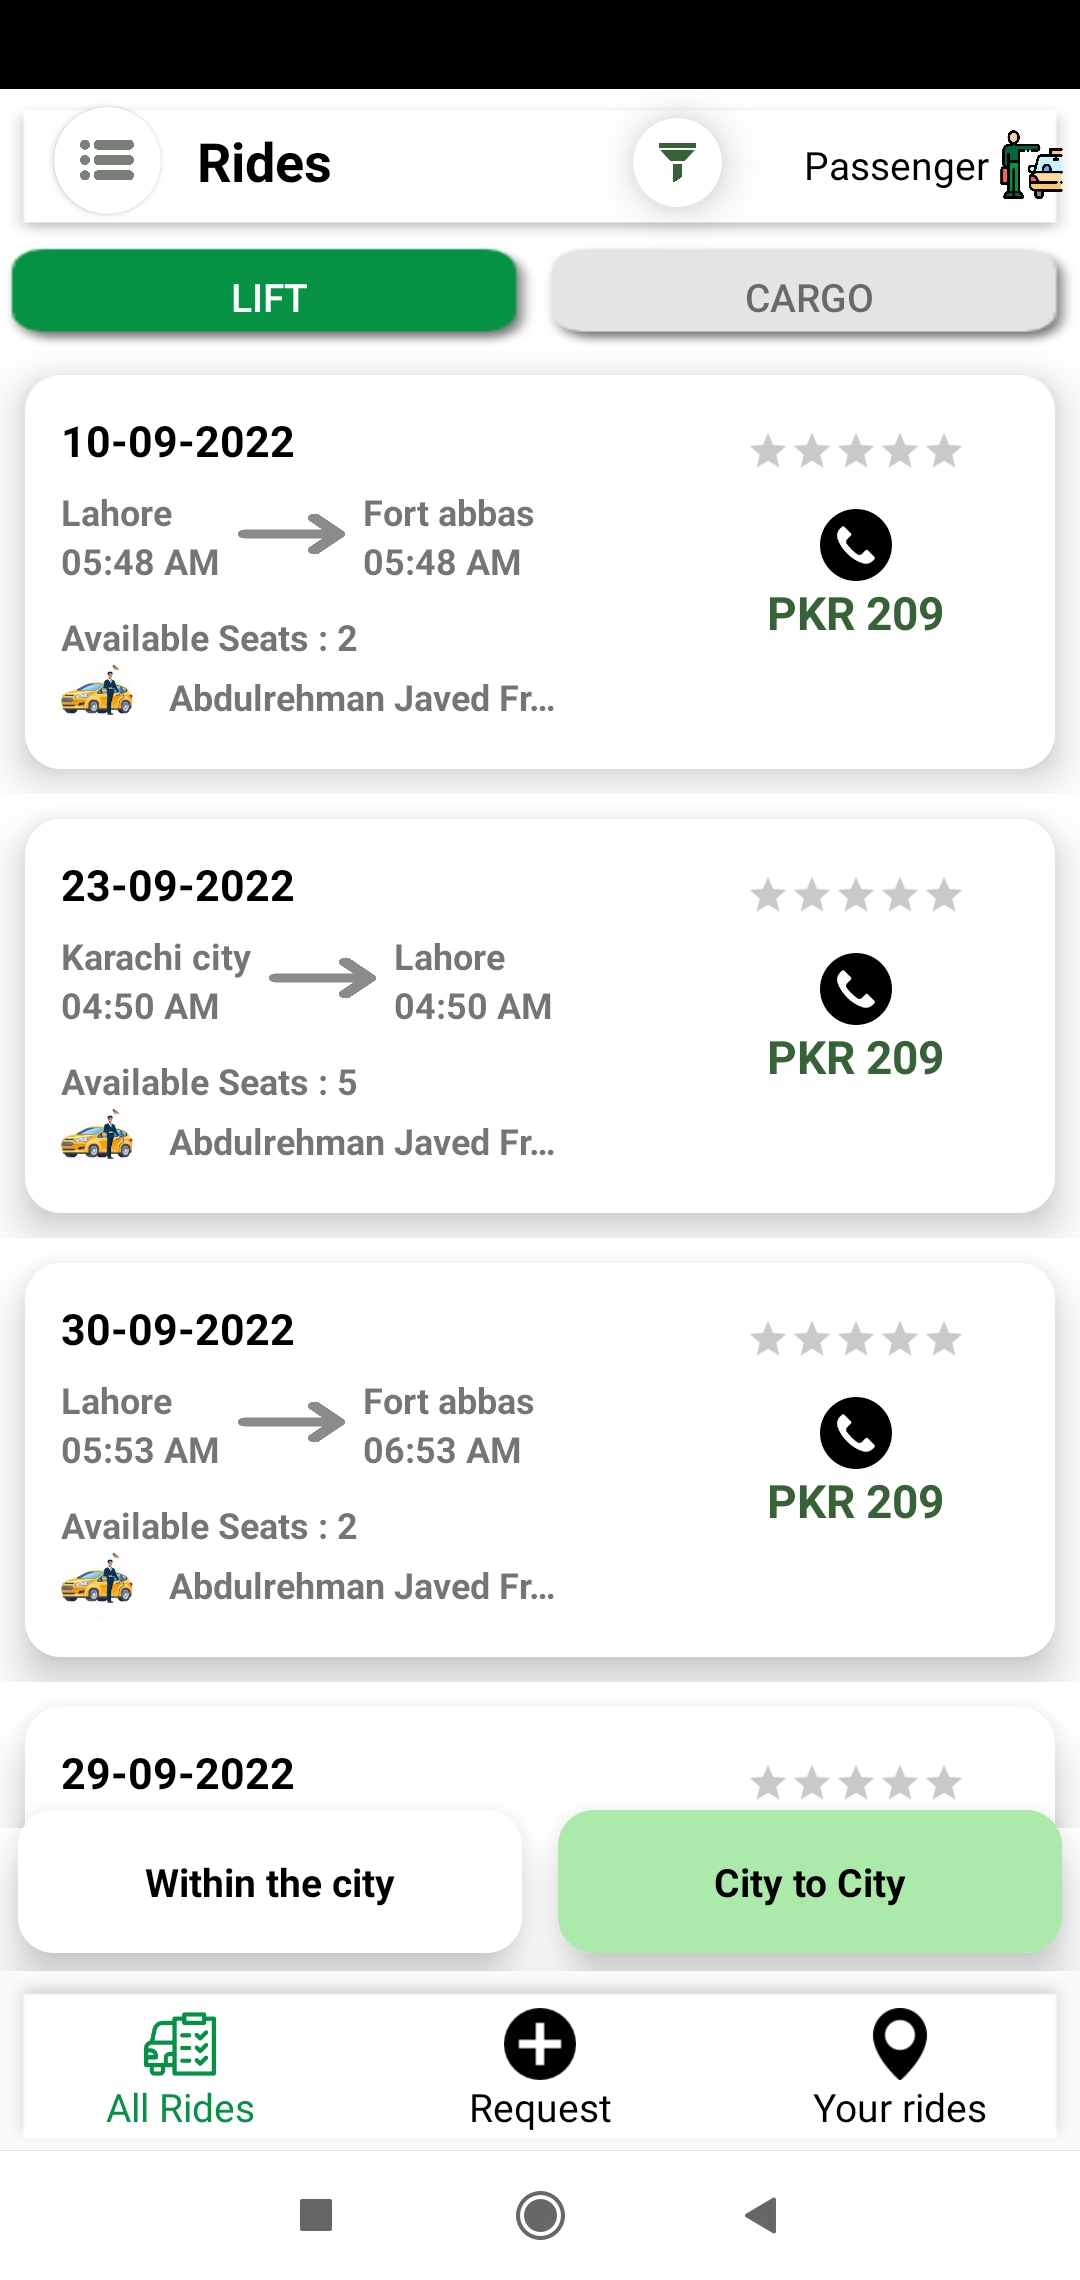 Rides
Passenger
LIFT
CARGO
10-09-2022
Lahore
05:48 AM
Fort abbas
05:48 AM
PKR 209
Available Seats : 2
Abdulrehman Javed Fr...
23-09-2022
Karachi city
04:50 AM
Lahore
04:50 AM
PKR 209
Available Seats : 5
Abdulrehman Javed Fr...
30-09-2022
Lahore
05:53 AM
Fort abbas
06:53 AM
PKR 209
Available Seats : 2
Abdulrehman Javed Fr...
29-09-2022
Within the city
City to City
All Rides
Request
Your rides